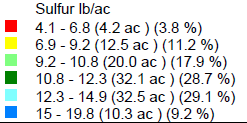 Sulfur lb/ac
4.1 - 6.8 (4.2 ac ) (3.8 %)
6.9 - 9.2 (12.5 ac ) (11.2 %)
9.2 - 10.8 (20.0 ac ) (17.9 %)
10.8 - 12.3 (32.1 ac ) (28.7 %)
12.3 - 14.9 (32.5 ac ) (29.1 %)
15 - 19.8 (10.3 ac ) (9.2 %)